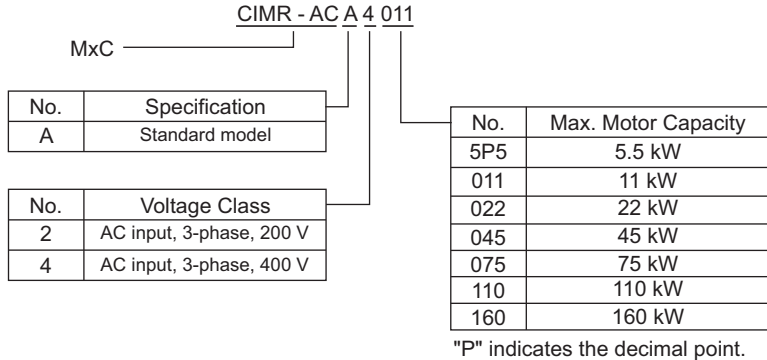 CIMR - AC A 4 011
MxC
No. Specification
A Standard model
No. Voltage Class
2 AC input, 3-phase, 200 V
4 AC input, 3-phase, 400 V
No. Max. Motor Capacity
5P5 5.5 kW
011 11 kW
022 22 kW
045 45 kW
075 75 kW
110 110 kW
160 160 kW
"P" indicates the decimal point.